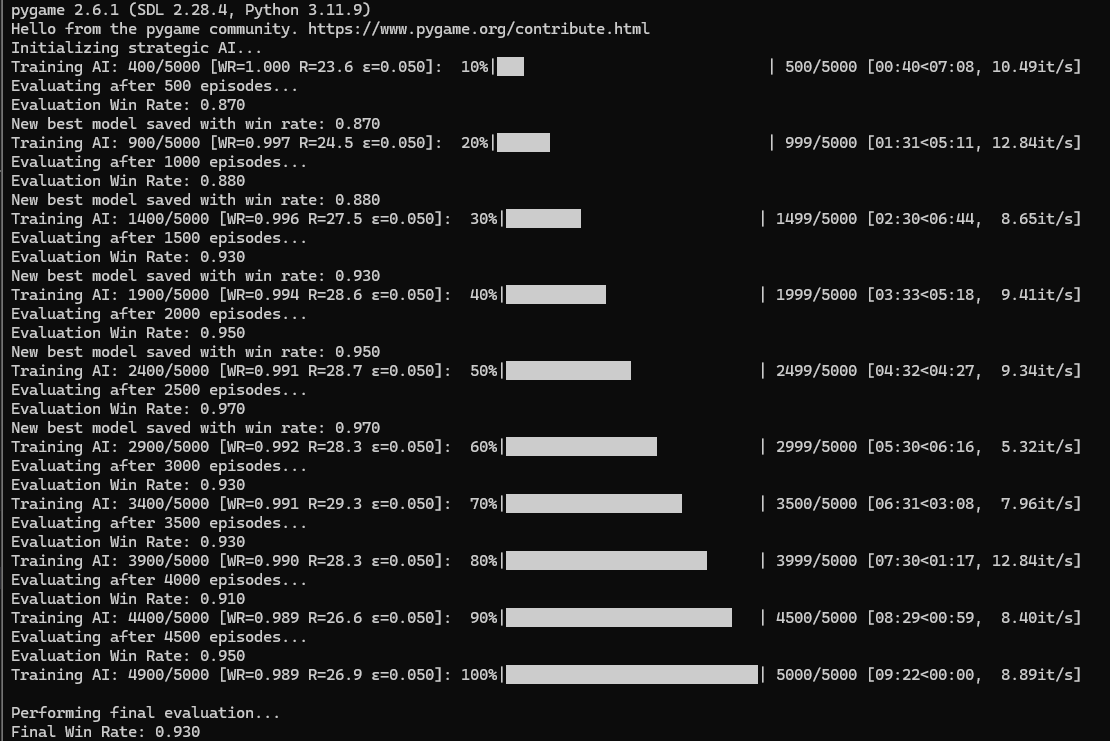 pygame 2.6.1 (SDL 2.28.4, Python 3.11.9)
Hello from the pygame community. https://www.pygame.org/contribute.html
Initializing strategic AI...
Training AI: 400/5000 [WR=1.000 R=23.6 ε=0.050]:  10%| | 500/5000 [00:40<07:08, 10.49it/s]
Evaluating after 500 episodes...
Evaluation Win Rate: 0.870
New best model saved with win rate: 0.870
Training AI: 900/5000 [WR=0.997 R=24.5 ε=0.050]:  20%| | 999/5000 [01:31<05:11, 12.84it/s]
Evaluating after 1000 episodes...
Evaluation Win Rate: 0.880
New best model saved with win rate: 0.880
Training AI: 1400/5000 [WR=0.996 R=27.5 ε=0.050]:  30%| | 1499/5000 [02:30<06:44,  8.65it/s]
Evaluating after 1500 episodes...
Evaluation Win Rate: 0.930
New best model saved with win rate: 0.930
Training AI: 1900/5000 [WR=0.994 R=28.6 ε=0.050]:  40%| | 1999/5000 [03:33<05:18,  9.41it/s]
Evaluating after 2000 episodes...
Evaluation Win Rate: 0.950
New best model saved with win rate: 0.950
Training AI: 2400/5000 [WR=0.991 R=28.7 ε=0.050]:  50%| | 2499/5000 [04:32<04:27,  9.34it/s]
Evaluating after 2500 episodes...
Evaluation Win Rate: 0.970
New best model saved with win rate: 0.970
Training AI: 2900/5000 [WR=0.992 R=28.3 ε=0.050]:  60%| | 2999/5000 [05:30<06:16,  5.32it/s]
Evaluating after 3000 episodes...
Evaluation Win Rate: 0.930
Training AI: 3400/5000 [WR=0.991 R=29.3 ε=0.050]:  70%| | 3500/5000 [06:31<03:08,  7.96it/s]
Evaluating after 3500 episodes...
Evaluation Win Rate: 0.930
Training AI: 3900/5000 [WR=0.990 R=28.3 ε=0.050]:  80%| | 3999/5000 [07:30<01:17, 12.84it/s]
Evaluating after 4000 episodes...
Evaluation Win Rate: 0.910
Training AI: 4400/5000 [WR=0.989 R=26.6 ε=0.050]:  90%| | 4500/5000 [08:29<00:59,  8.40it/s]
Evaluating after 4500 episodes...
Evaluation Win Rate: 0.950
Training AI: 4900/5000 [WR=0.989 R=26.9 ε=0.050]: 100%| | 5000/5000 [09:22<00:00,  8.89it/s]
Performing final evaluation...
Final Win Rate: 0.930